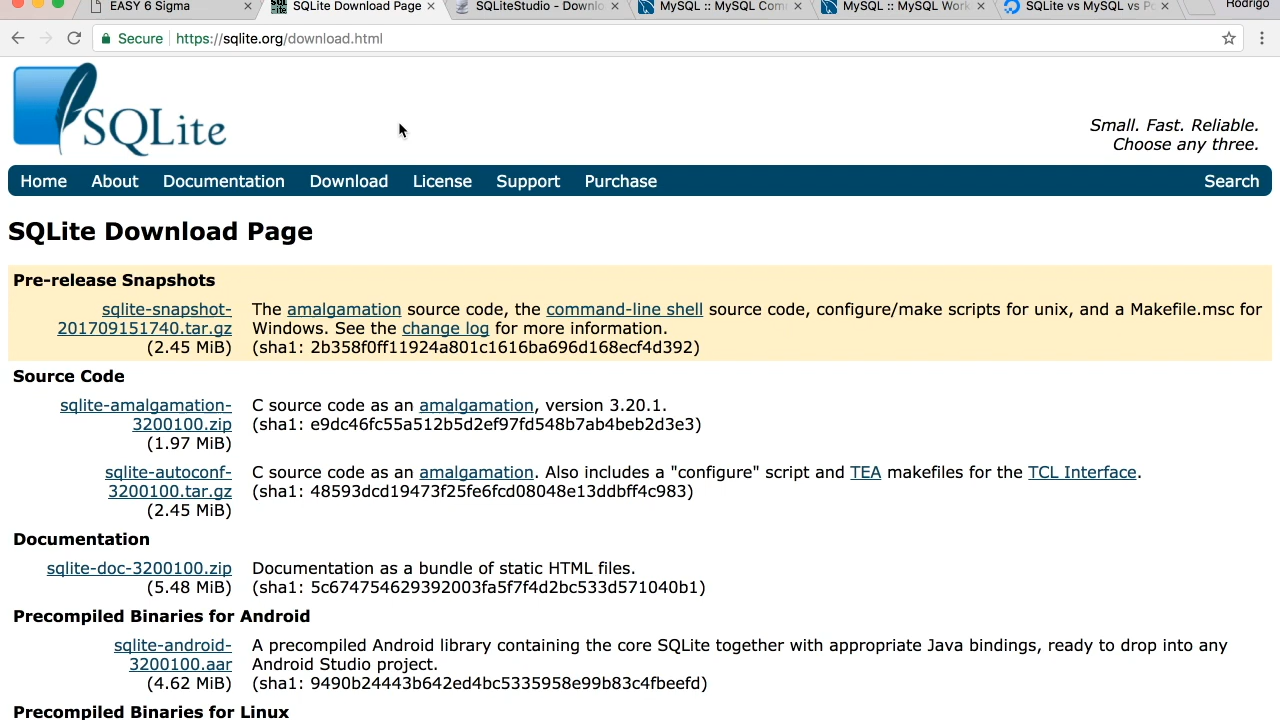 EASY 6 Sigma
SQLite Download Page
SQLiteStudio - Downlo
MySQL :: MySQL Com
MySQL :: MySQL Work
SQLite vs MySQL vs Po
Rodrigo
Secure
https://sqlite.org/download.html
SQLite
Small. Fast. Reliable.
Choose any three.
Home About Documentation Download License Support Purchase Search
SQLite Download Page
Pre-release Snapshots
sqlite-snapshot- The amalgamation source code, the command-line shell source code, configure/make scripts for unix, and a Makefile.msc for
201709151740.tar.gz Windows. See the change log for more information.
(2.45 MiB) (sha1: 2b358f0ff11924a801c1616ba696d168ecf4d392)
Source Code
sqlite-amalgamation- C source code as an amalgamation, version 3.20.1.
3200100.zip (sha1: e9dc46fc55a512b5d2ef97fd548b7ab4beb2d3e3)
(1.97 MiB)
sqlite-autoconf- C source code as an amalgamation. Also includes a "configure" script and TEA makefiles for the TCL Interface.
3200100.tar.gz (sha1: 48593dcd19473f25fe6fcd08048e13ddbff4c983)
(2.45 MiB)
Documentation
sqlite-doc-3200100.zip Documentation as a bundle of static HTML files.
(5.48 MiB) (sha1: 5c674754629392003fa5f7f4d2bc533d571040b1)
Precompiled Binaries for Android
sqlite-android- A precompiled Android library containing the core SQLite together with appropriate Java bindings, ready to drop into any
3200100.aar Android Studio project.
(4.62 MiB) (sha1: 9490b24443b642ed4bc5335958e99b83c4fbeefd)
Precompiled Binaries for Linux